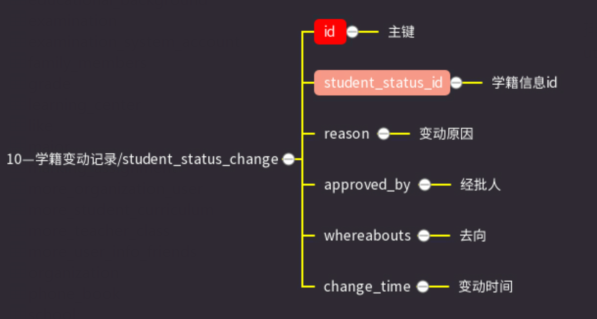 id
主键
student_status_id
学籍信息id
reason
变动原因
10—学籍变动记录/student_status_change
approved_by
经批人
whereabouts
去向
change_time
变动时间